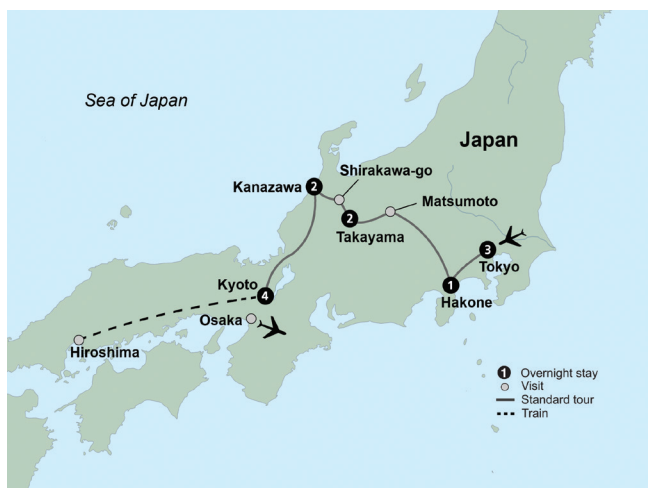 Sea of Japan
Japan
Shirakawa-go
Kanazawa
2
Matsumoto
2
Takayama
3
Tokyo
Kyoto
4
1
Hakone
Osaka
Hiroshima
1 Overnight stay
Visit
Standard tour
Train